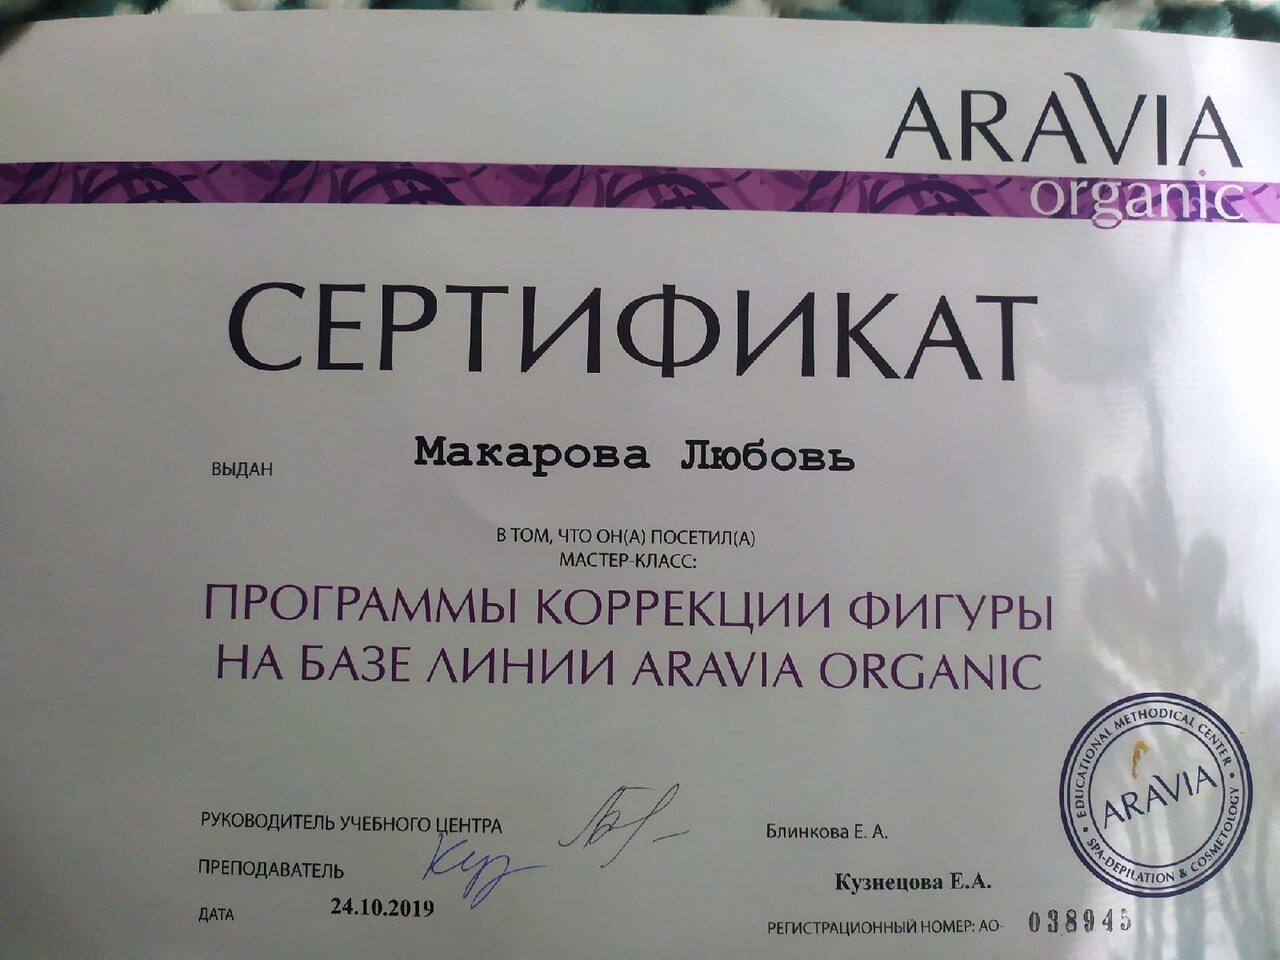 ARAVIA
organic
СЕРТИФИКАТ
ВЫДАН Макарова Любовь
В ТОМ, ЧТО ОН(А) ПОСЕТИЛ(А)
МАСТЕР-КЛАСС:
ПРОГРАММЫ КОРРЕКЦИИ ФИГУРЫ
НА БАЗЕ ЛИНИИ ARAVIA ORGANIC
РУКОВОДИТЕЛЬ УЧЕБНОГО ЦЕНТРА Блинкова Е. А.
ПРЕПОДАВАТЕЛЬ Куз Кузнецова Е.А.
ДАТА 24.10.2019
РЕГИСТРАЦИОННЫЙ НОМЕР: АО- 038945
EDUCATIONAL METHODICAL CENTER
ARAVIA
SPA-DEPILATION & COSMETOLOGY